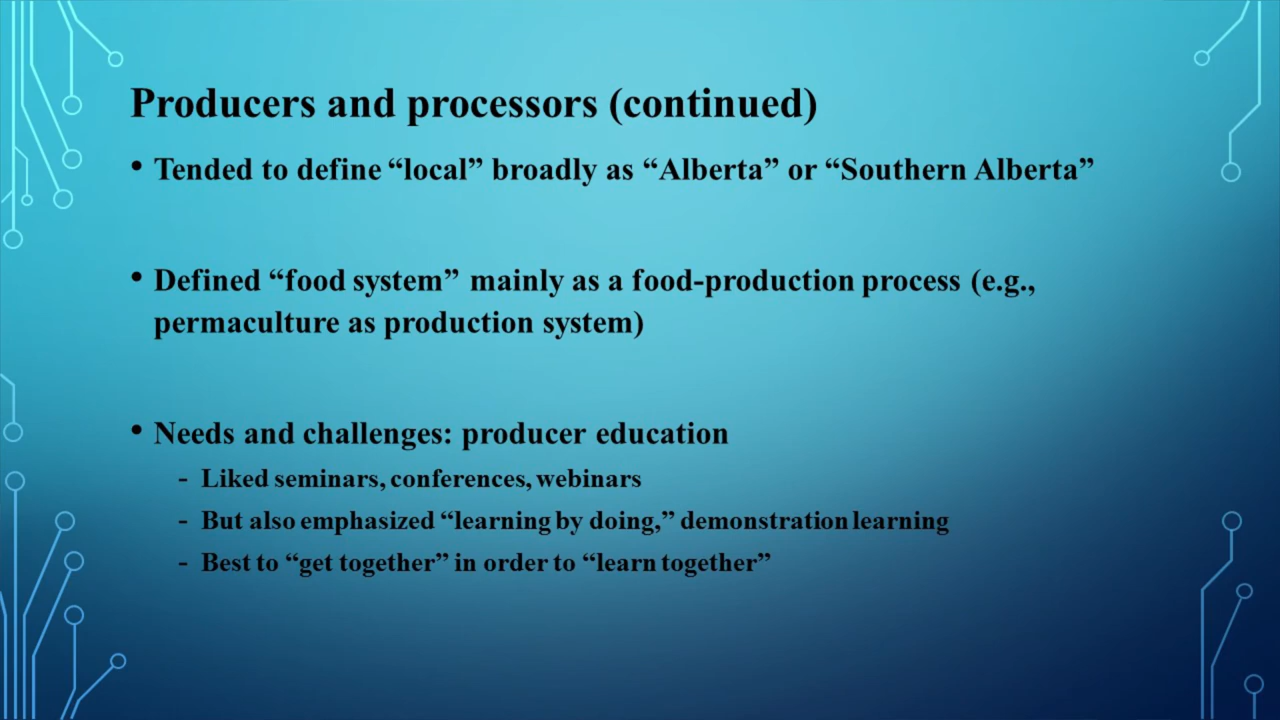 Producers and processors (continued)
• Tended to define “local” broadly as “Alberta” or “Southern Alberta”
• Defined “food system” mainly as a food-production process (e.g.,
permaculture as production system)
• Needs and challenges: producer education
- Liked seminars, conferences, webinars
- But also emphasized “learning by doing,” demonstration learning
- Best to “get together” in order to “learn together”